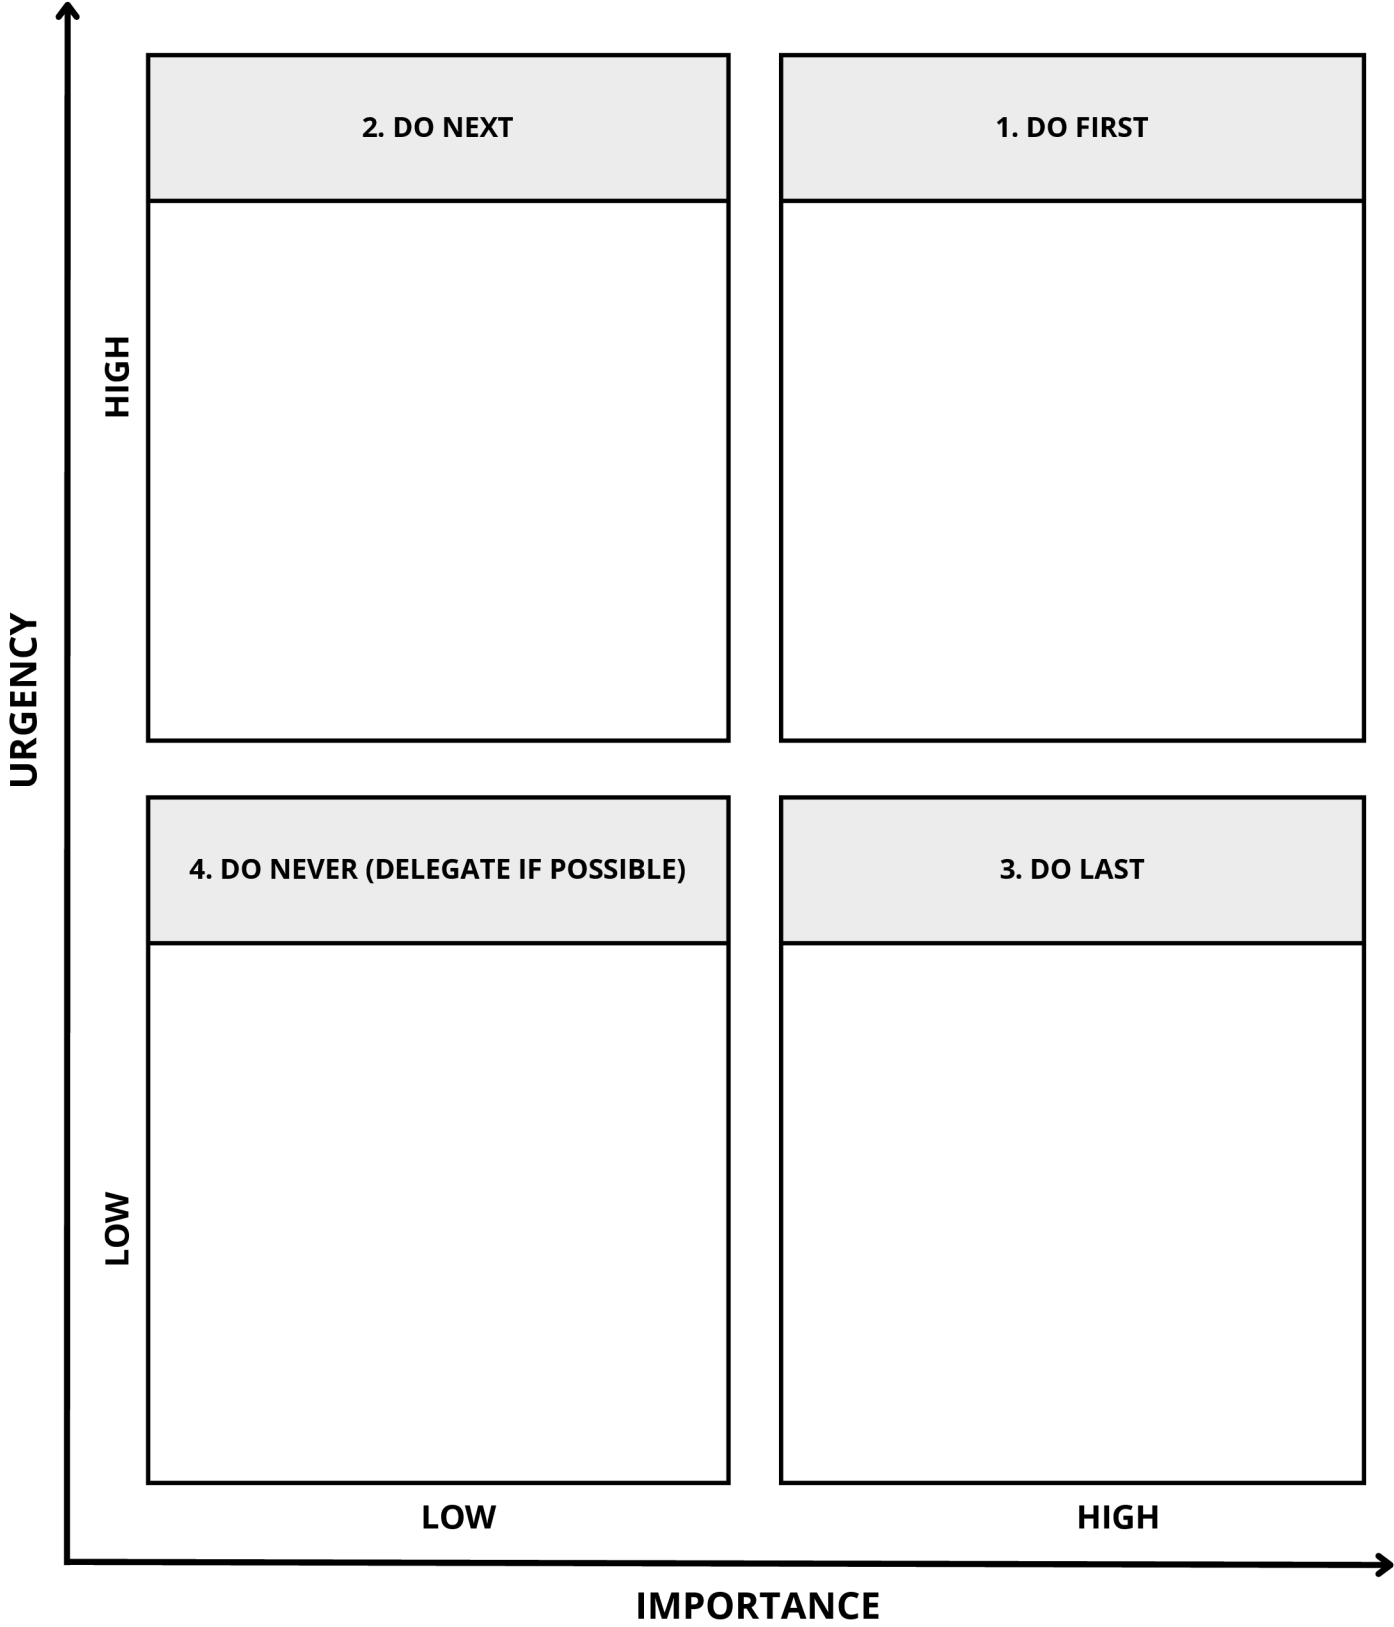 2. DO NEXT
1. DO FIRST
HIGH
URGENCY
4. DO NEVER (DELEGATE IF POSSIBLE)
3. DO LAST
LOW
LOW
HIGH
IMPORTANCE